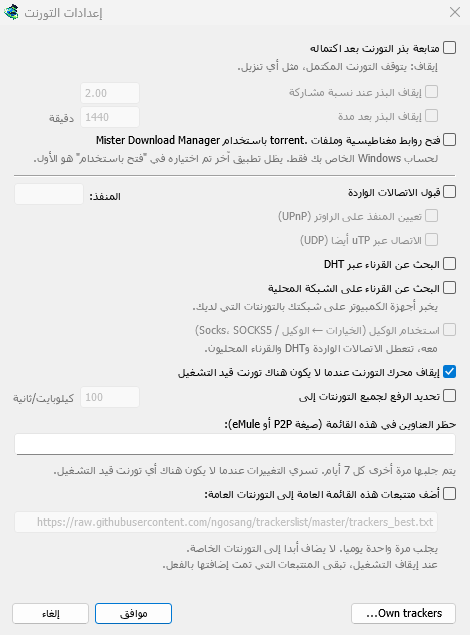 إعدادات التورنت
متابعة بذر التورنت بعد اكتماله
إيقاف: يتوقف التورنت المكتمل، مثل أي تنزيل.
إيقاف البذر عند نسبة مشاركة 2.00
إيقاف البذر بعد مدة 1440 دقيقة
فتح روابط مغناطيسية وملفات .torrent باستخدام Mister Download Manager
لحساب Windows الخاص بك فقط. يظل تطبيق آخر تم اختياره في "فتح باستخدام" هو الأول.
قبول الاتصالات الواردة المنفذ:
تعيين المنفذ على الراوتر (UPnP)
الاتصال عبر uTP أيضا (UDP)
البحث عن القرناء عبر DHT
البحث عن القرناء على الشبكة المحلية
يخبر أجهزة الكمبيوتر على شبكتك بالتورنتات التي لديك.
استخدام الوكيل (الخيارات ← الوكيل / Socks، SOCKS5)
معه، تتعطل الاتصالات الواردة وDHT والقرناء المحليون.
إيقاف محرك التورنت عندما لا يكون هناك تورنت قيد التشغيل
تحديد الرفع لجميع التورنتات إلى 100 كيلوبايت/ثانية
حظر العناوين في هذه القائمة (صيغة P2P أو eMule):
يتم جلبها مرة أخرى كل 7 أيام. تسري التغييرات عندما لا يكون هناك أي تورنت قيد التشغيل.
أضف متتبعات هذه القائمة العامة إلى التورنتات العامة:
https://raw.githubusercontent.com/ngosang/trackerslist/master/trackers_best.txt
يجلب مرة واحدة يوميا. لا يضاف أبدا إلى التورنتات الخاصة.
عند إيقاف التشغيل، تبقى المتتبعات التي تمت إضافتها بالفعل.
Own trackers...
موافق
إلغاء